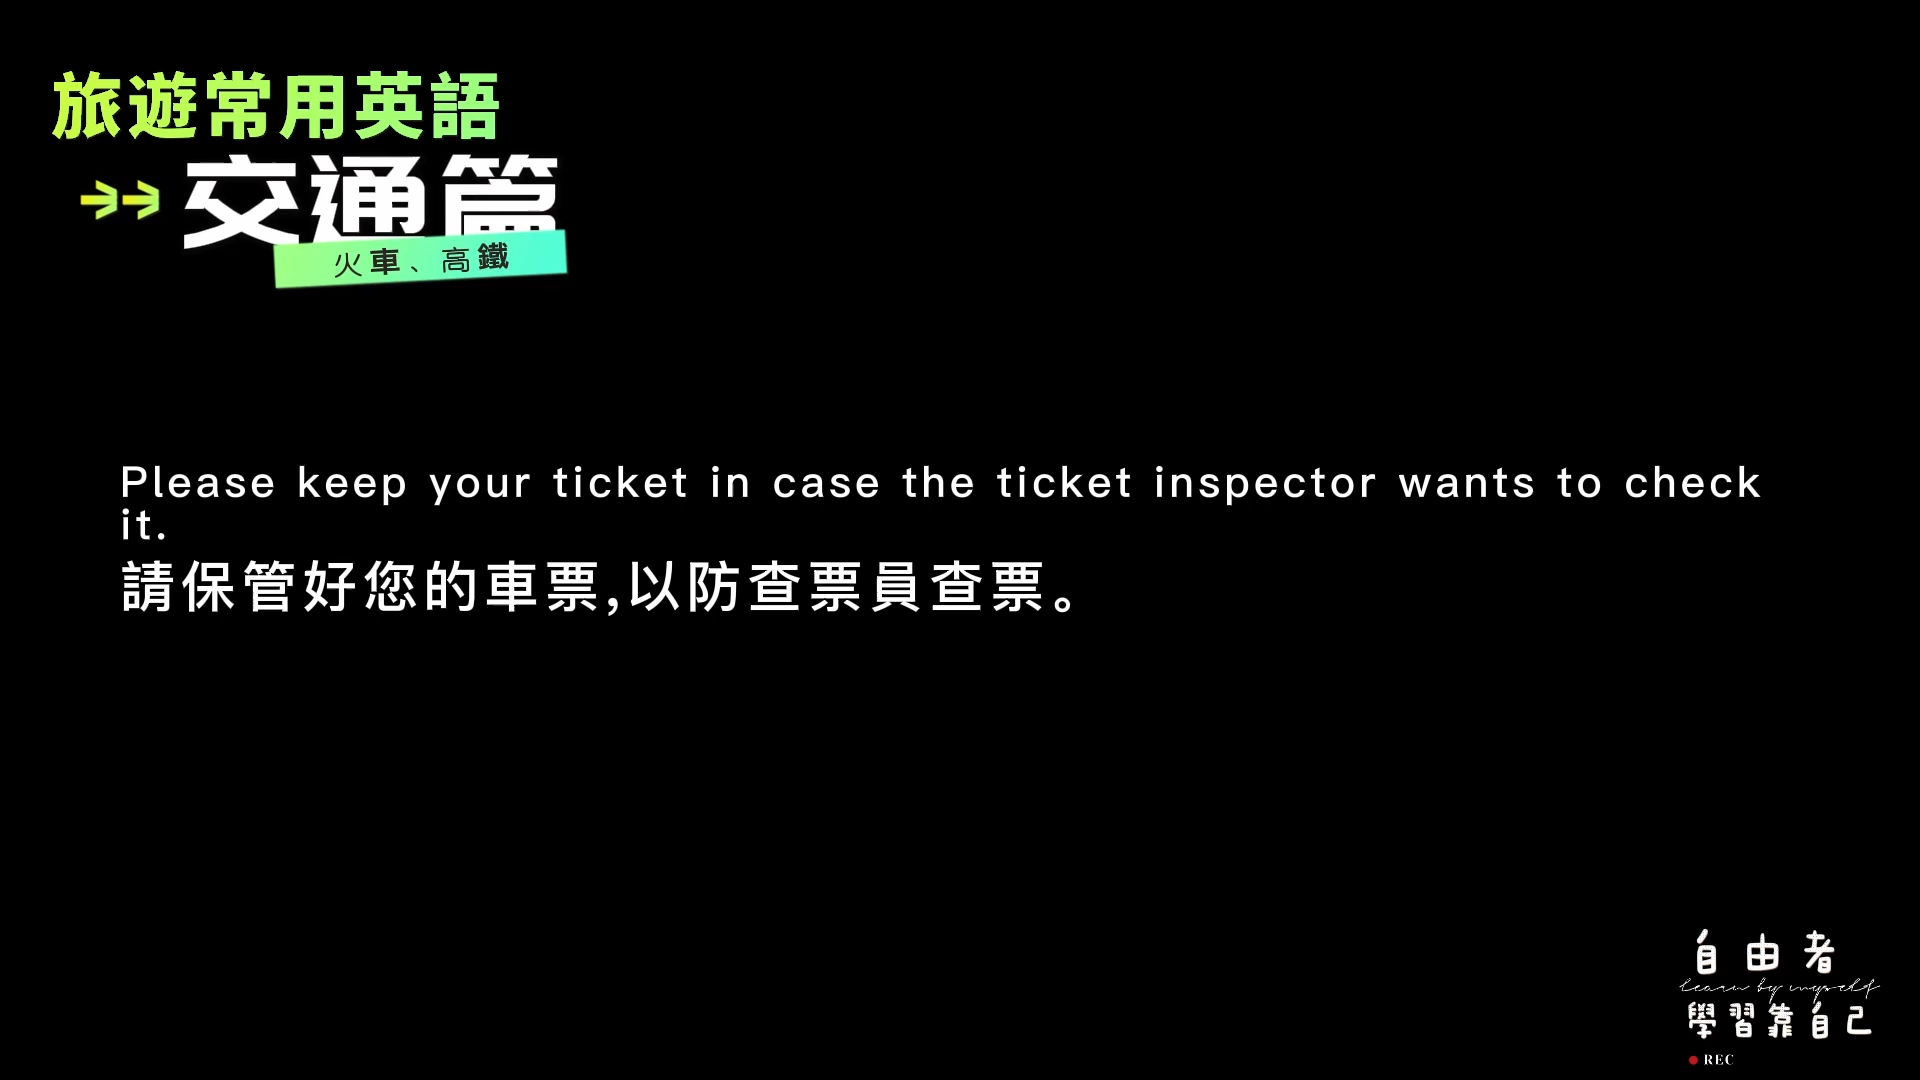 旅遊常用英語
交通篇
火車、高鐵
Please keep your ticket in case the ticket inspector wants to check
it.
請保管好您的車票,以防查票員查票。
自由者
learn by myself
學習靠自己
REC